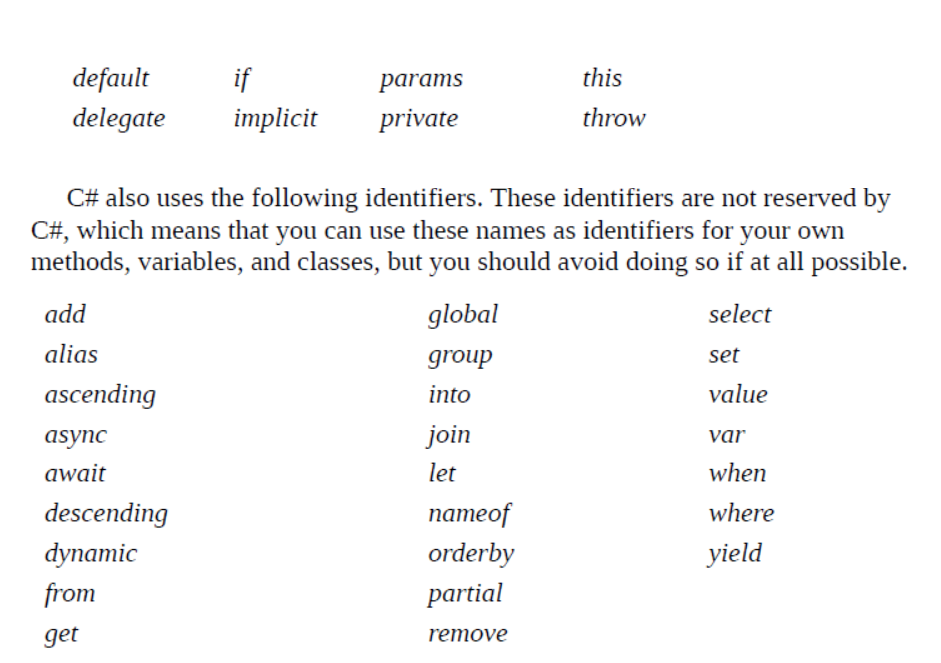 default if params this
delegate implicit private throw
C# also uses the following identifiers. These identifiers are not reserved by
C#, which means that you can use these names as identifiers for your own
methods, variables, and classes, but you should avoid doing so if at all possible.
add global select
alias group set
ascending into value
async join var
await let when
descending nameof where
dynamic orderby yield
from partial
get remove